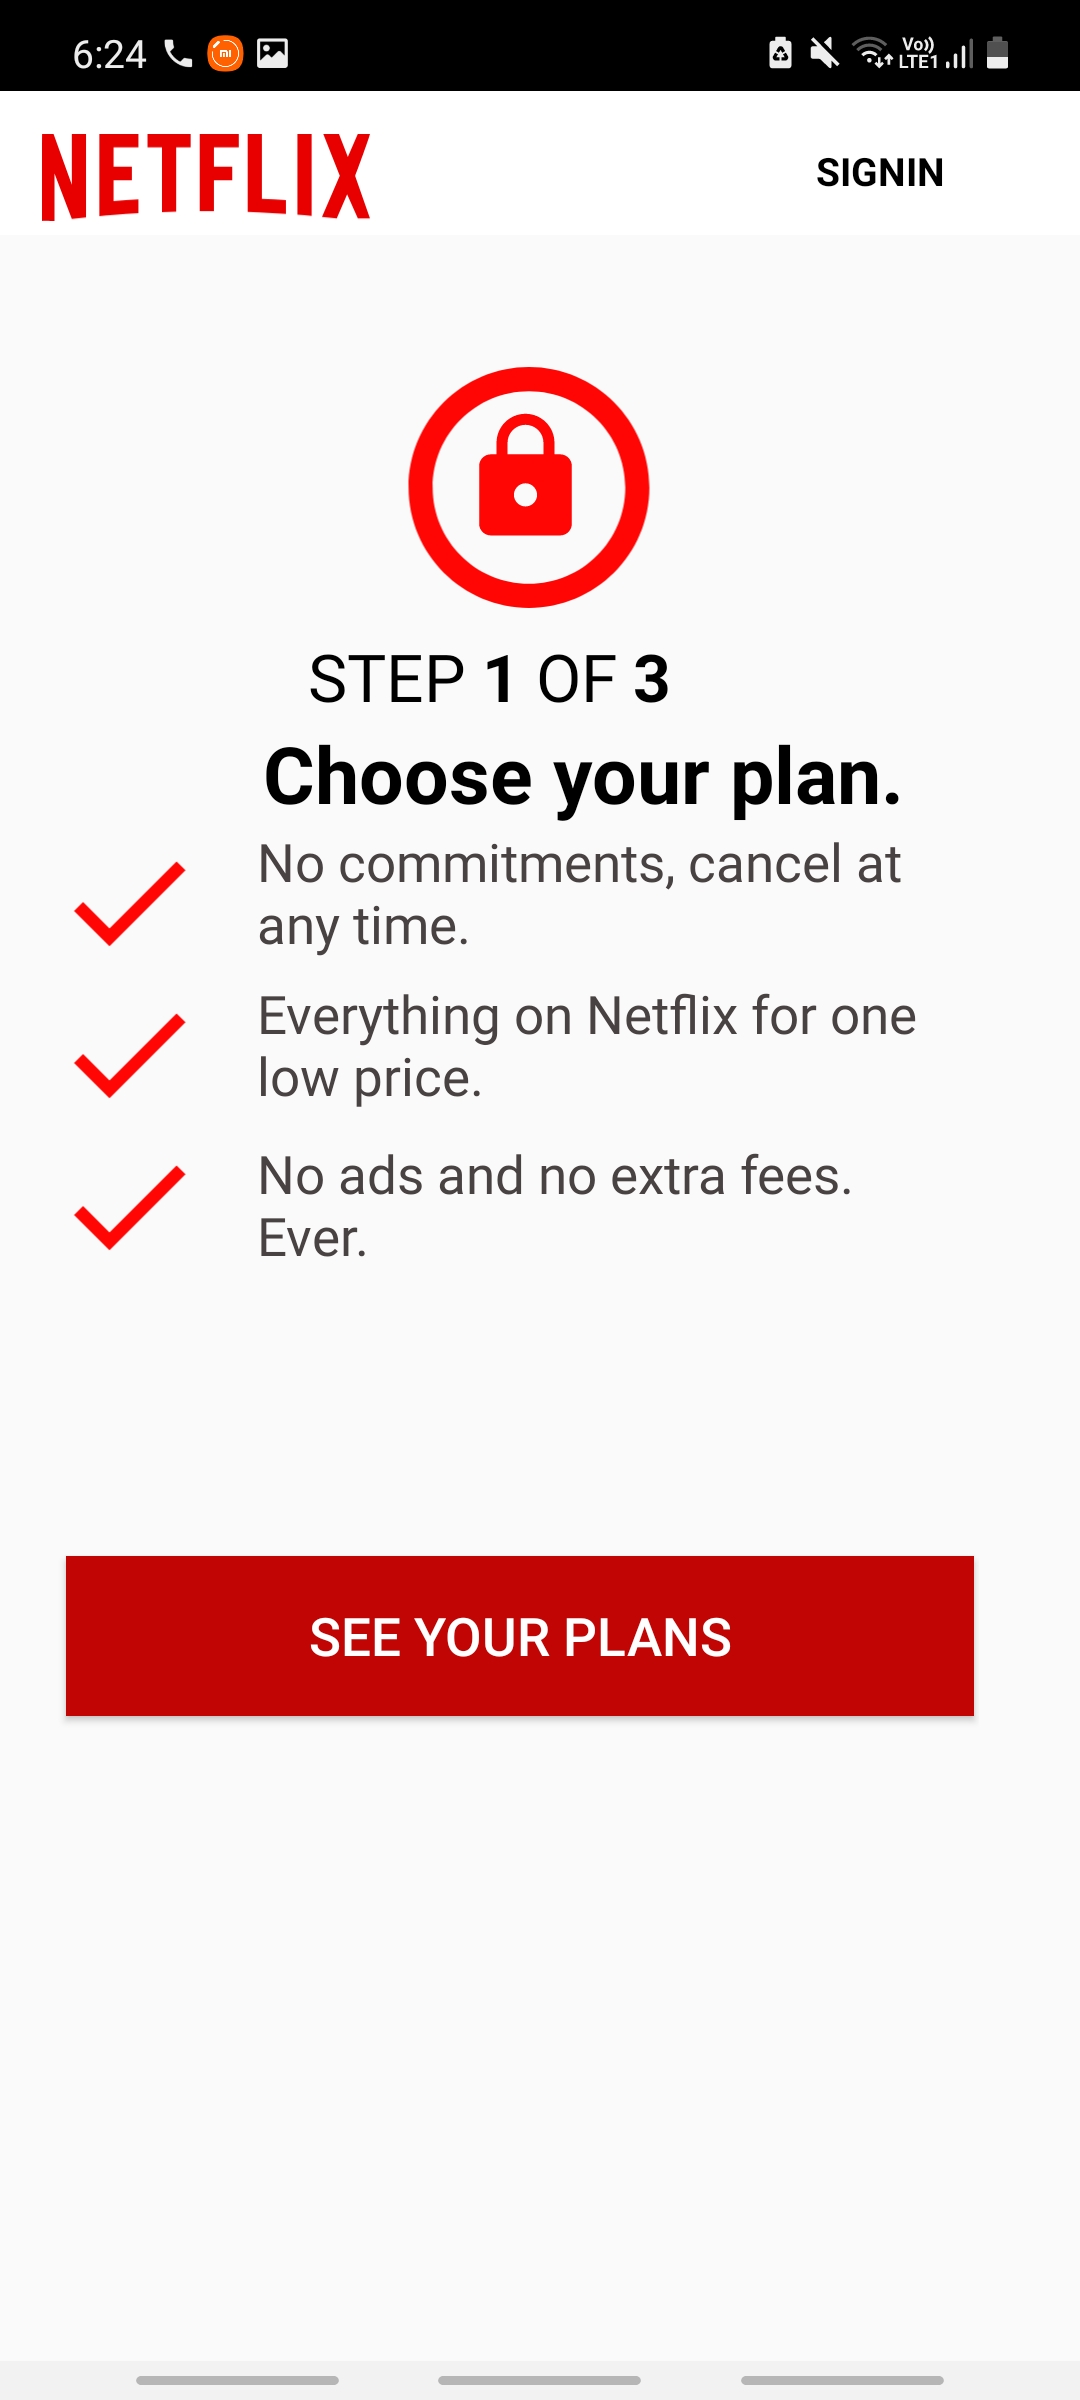 6:24
Vo))
LTE1
NETFLIX
SIGNIN
STEP 1 OF 3
Choose your plan.
No commitments, cancel at
any time.
Everything on Netflix for one
low price.
No ads and no extra fees.
Ever.
SEE YOUR PLANS